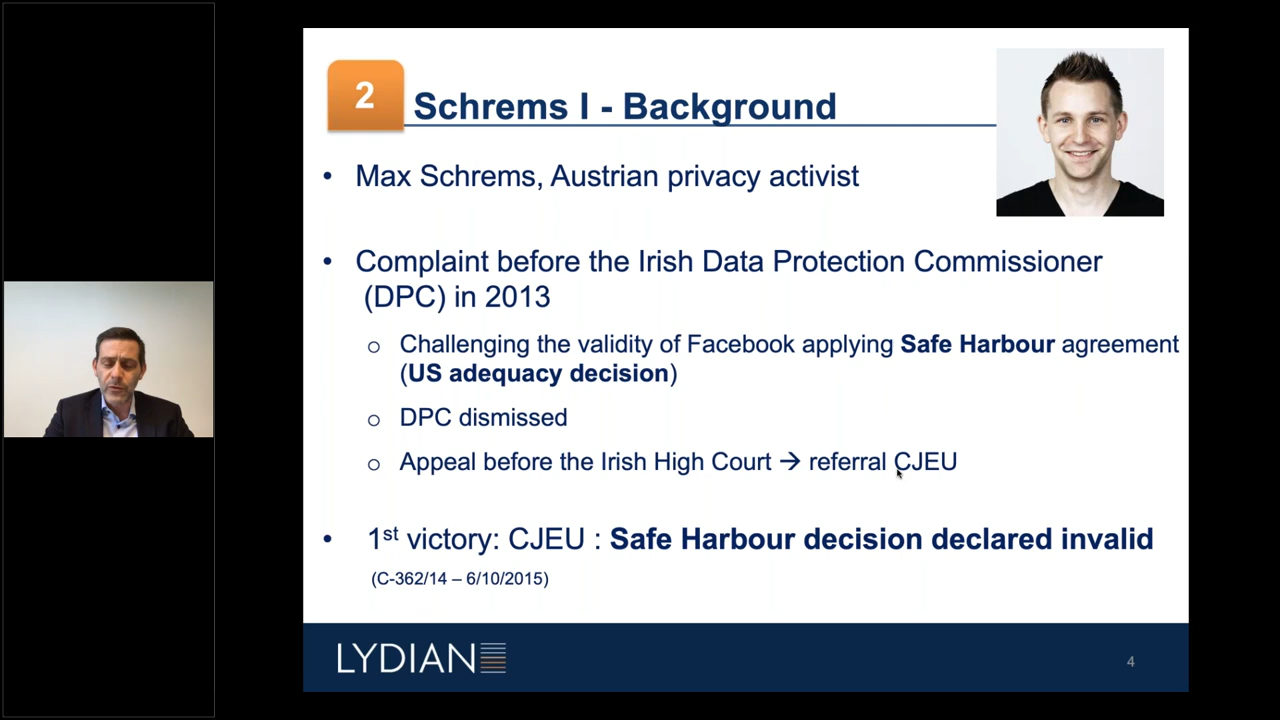 2
Schrems I - Background
• Max Schrems, Austrian privacy activist
• Complaint before the Irish Data Protection Commissioner
(DPC) in 2013
o Challenging the validity of Facebook applying Safe Harbour agreement
(US adequacy decision)
o DPC dismissed
o Appeal before the Irish High Court → referral CJEU
• 1st victory: CJEU : Safe Harbour decision declared invalid
(C-362/14 – 6/10/2015)
LYDIAN
4